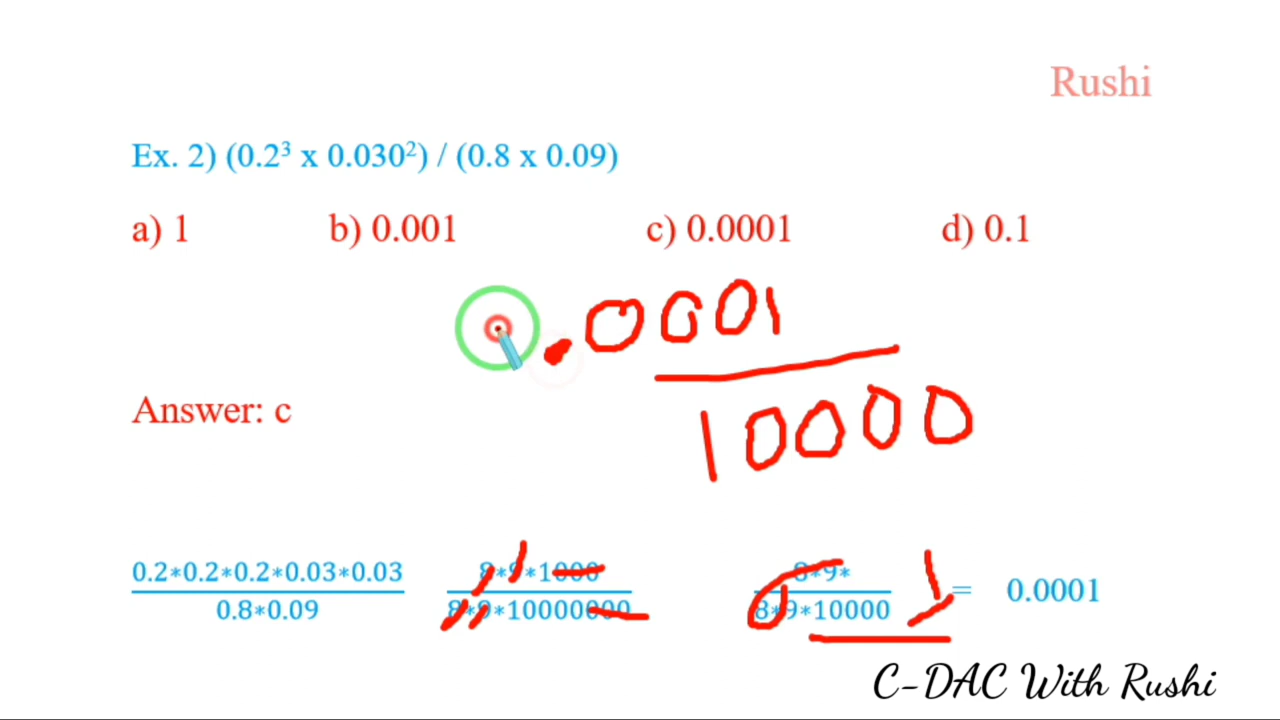 Rushi
Ex. 2) (0.2³ x 0.030²) / (0.8 x 0.09)
a) 1 b) 0.001 c) 0.0001 d) 0.1
.0001
10000
Answer: c
0.2*0.2*0.2*0.03*0.03 8*9*1000 8*9* 1
0.8*0.09 8*9*10000000 8*9*10000 = 0.0001
C-DAC With Rushi